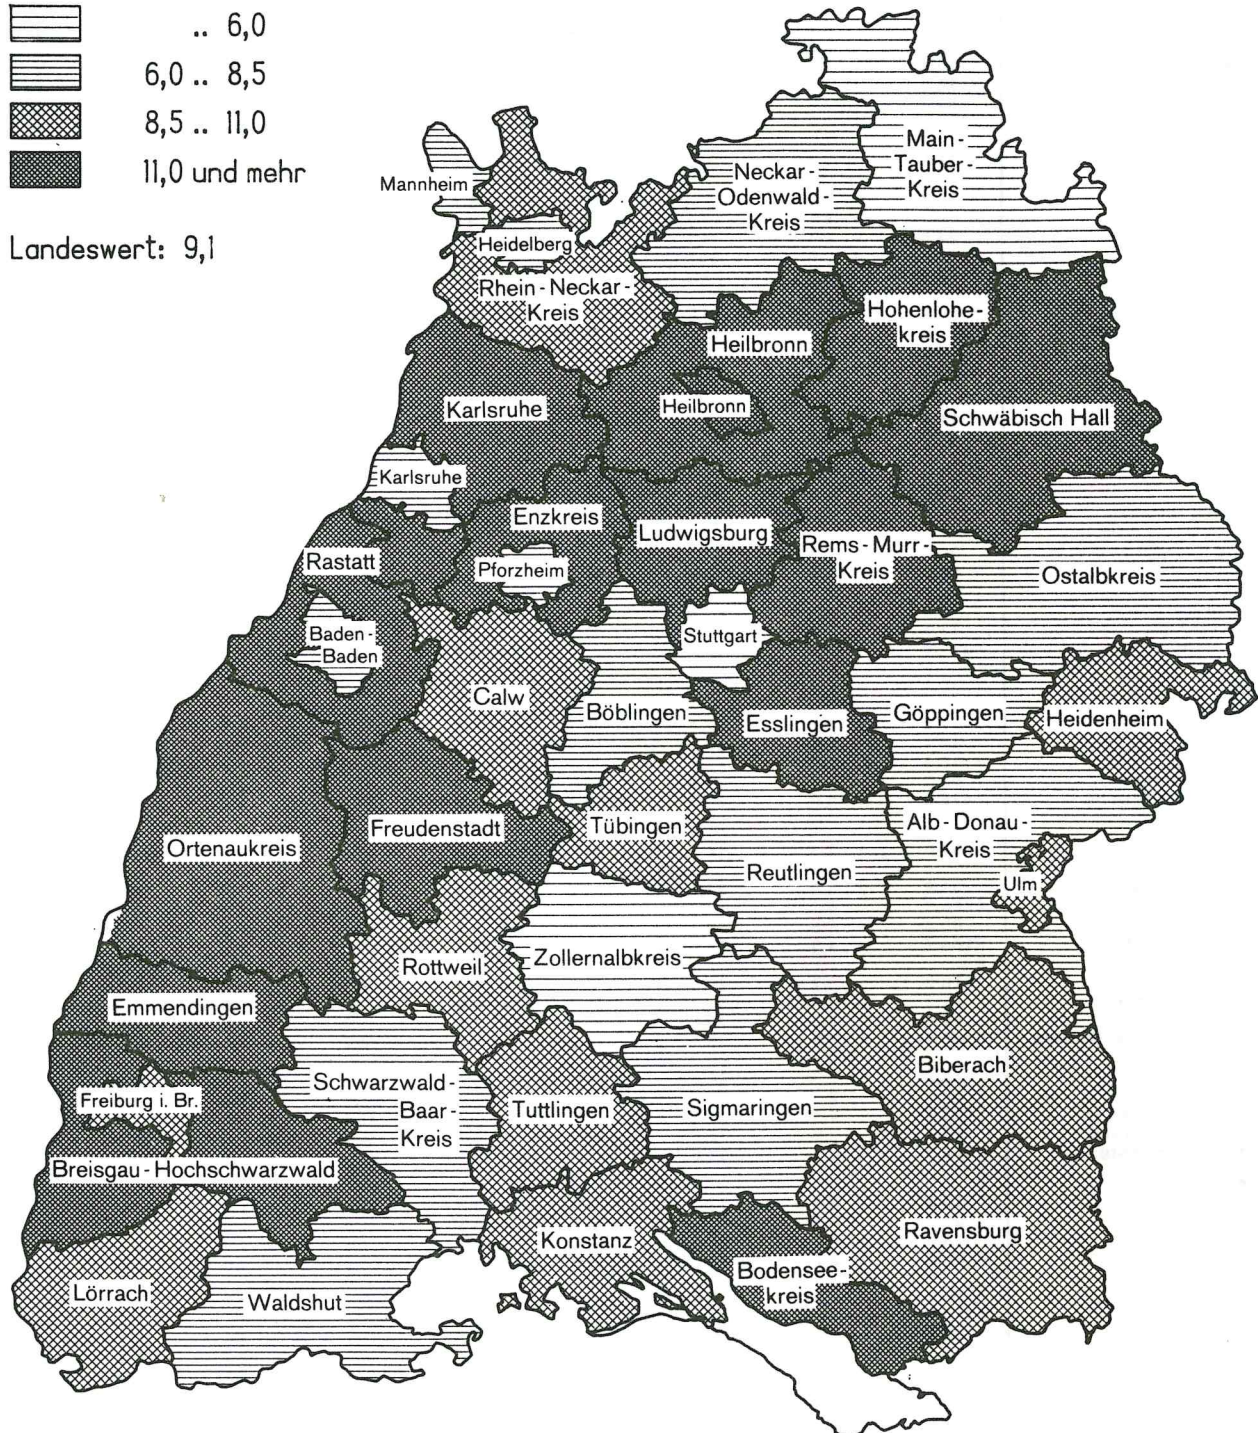 .. 6,0
6,0 .. 8,5
8,5 .. 11,0
11,0 und mehr
Landeswert: 9,1
Main-
Tauber-
Kreis
Neckar-
Odenwald-
Kreis
Mannheim
Heidelberg
Rhein-Neckar-
Kreis
Hohenlohe-
kreis
Heilbronn
Heilbronn
Karlsruhe
Schwäbisch Hall
Karlsruhe
Enzkreis
Ludwigsburg
Rems-Murr-
Kreis
Rastatt
Pforzheim
Ostalbkreis
Baden-
Baden
Stuttgart
Calw
Böblingen
Esslingen
Göppingen
Heidenheim
Freudenstadt
Tübingen
Alb-Donau-
Kreis
Ortenaukreis
Reutlingen
Ulm
Rottweil
Zollernalbkreis
Emmendingen
Biberach
Schwarzwald-
Baar-
Kreis
Freiburg i. Br.
Tuttlingen
Sigmaringen
Breisgau-Hochschwarzwald
Konstanz
Ravensburg
Bodensee-
kreis
Lörrach
Waldshut